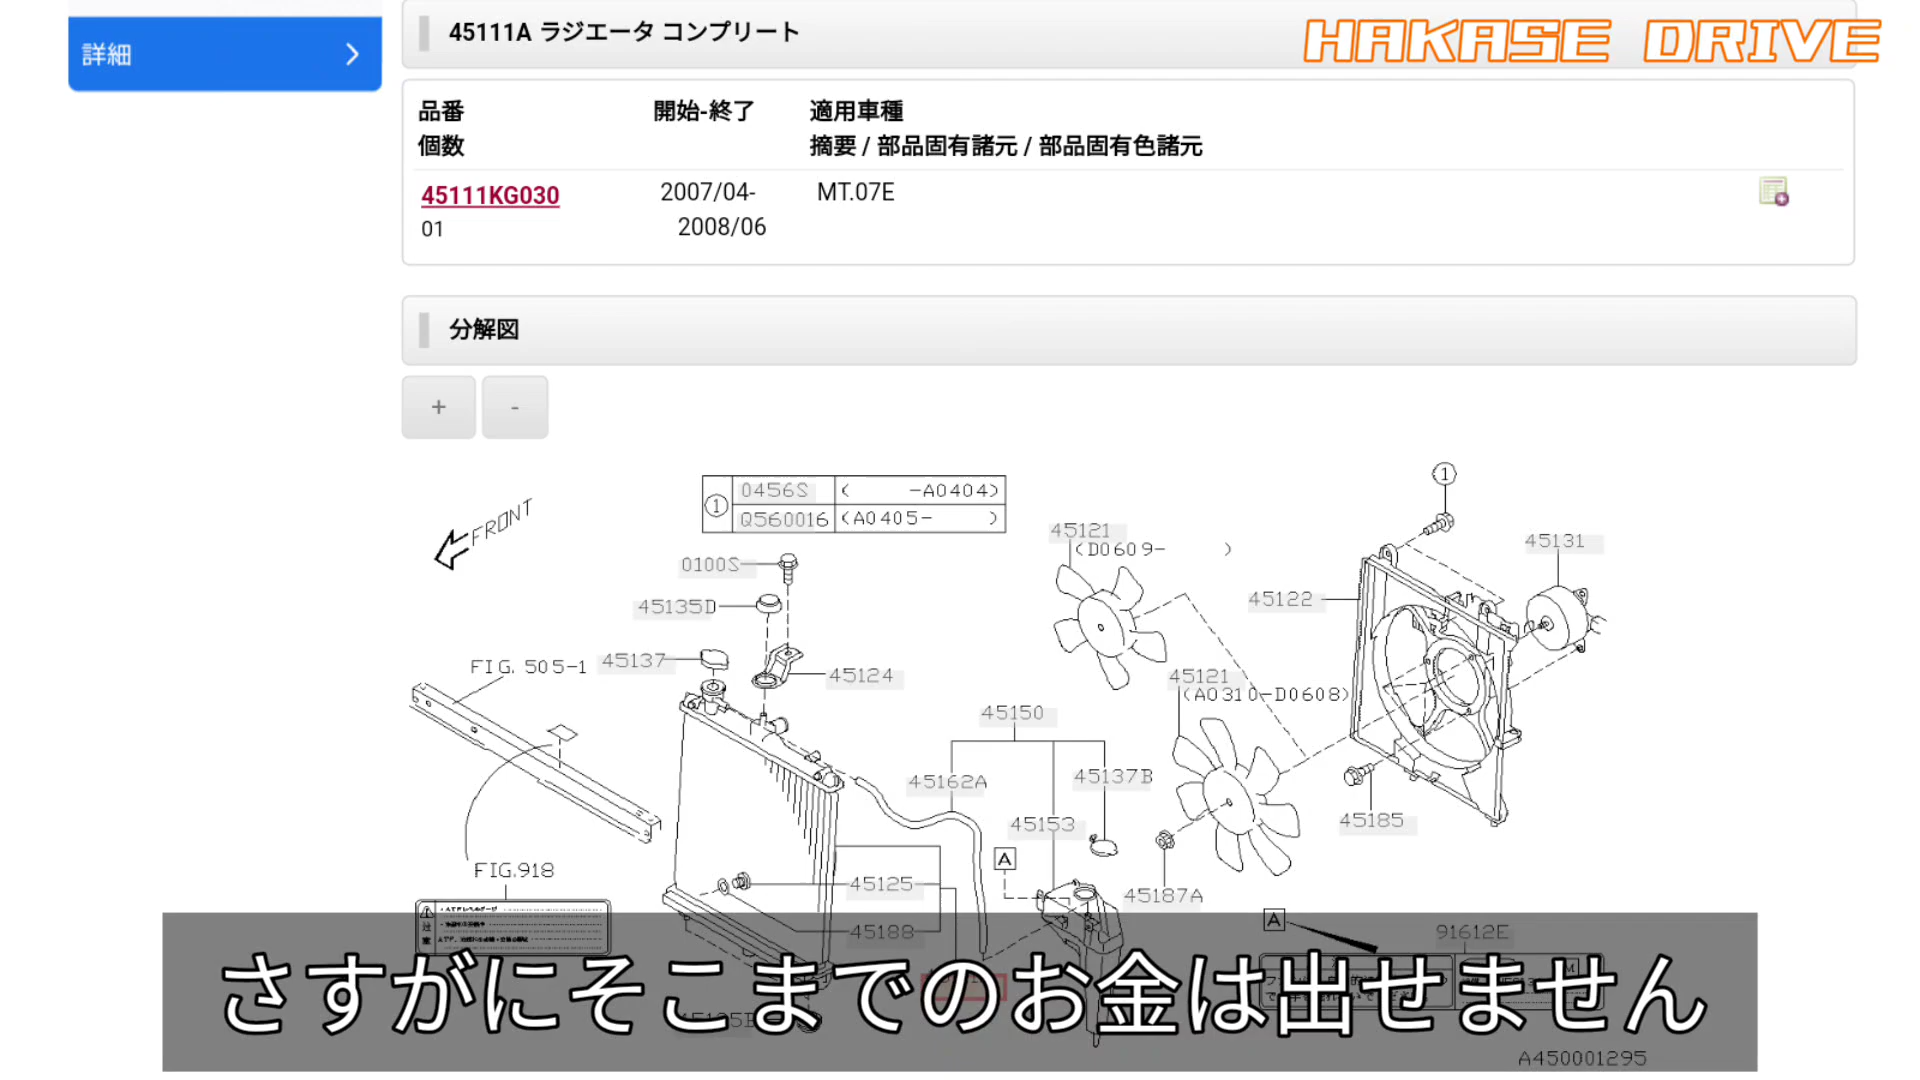 詳細
45111A ラジエータ コンプリート
HAKASE DRIVE
品番 開始-終了 適用車種
個数 摘要 / 部品固有諸元 / 部品固有色諸元
45111KG030 2007/04- MT.07E
01 2008/06
分解図
+ -
FRONT
① 0456S ( -A0404)
Q560016 (A0405- )
①
45121
(D0609- )
45131
0100S
45135D
45122
FIG. 505-1
45137
45124
45121
(A0310-D0608)
45150
45162A
45137B
45153
45185
A
FIG.918
45125
45187A
A
45188
91612E
さすがにそこまでのお金は出せません
A450001295